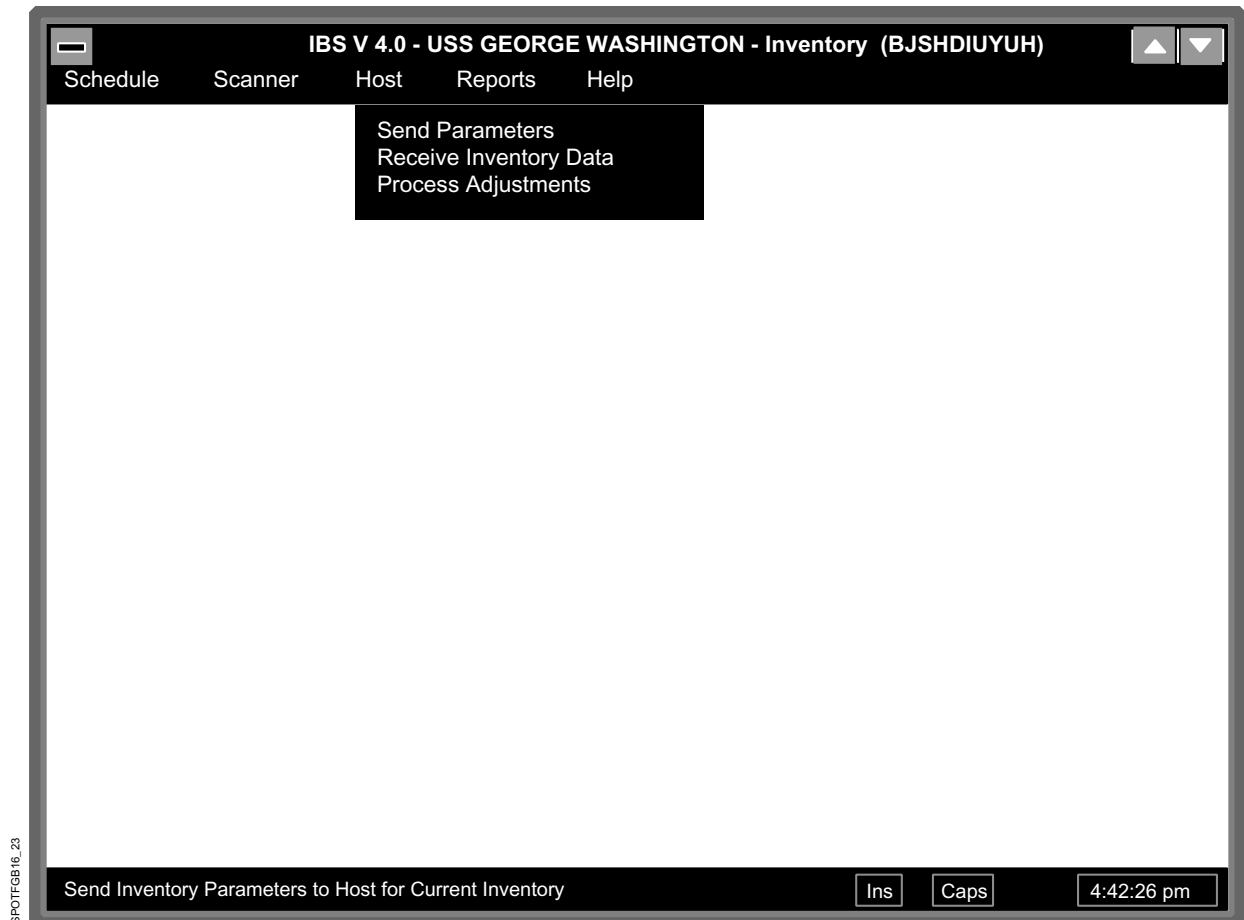 IBS V 4.0 - USS GEORGE WASHINGTON - Inventory (BJSHDIUYUH)
Schedule Scanner Host Reports Help
Send Parameters
Receive Inventory Data
Process Adjustments
Send Inventory Parameters to Host for Current Inventory Ins Caps 4:42:26 pm
SPOTFGB16_23